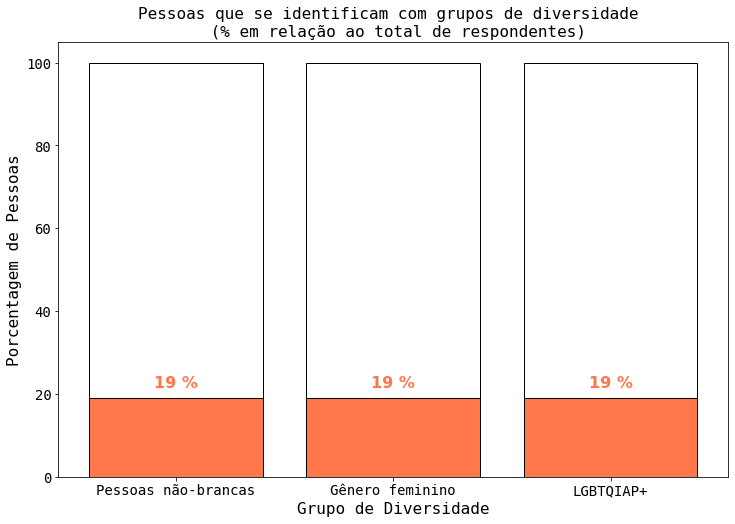 Pessoas que se identificam com grupos de diversidade
(% em relação ao total de respondentes)
Porcentagem de Pessoas
100
80
60
40
20
0
19 %
19 %
19 %
Pessoas não-brancas
Gênero feminino
LGBTQIAP+
Grupo de Diversidade